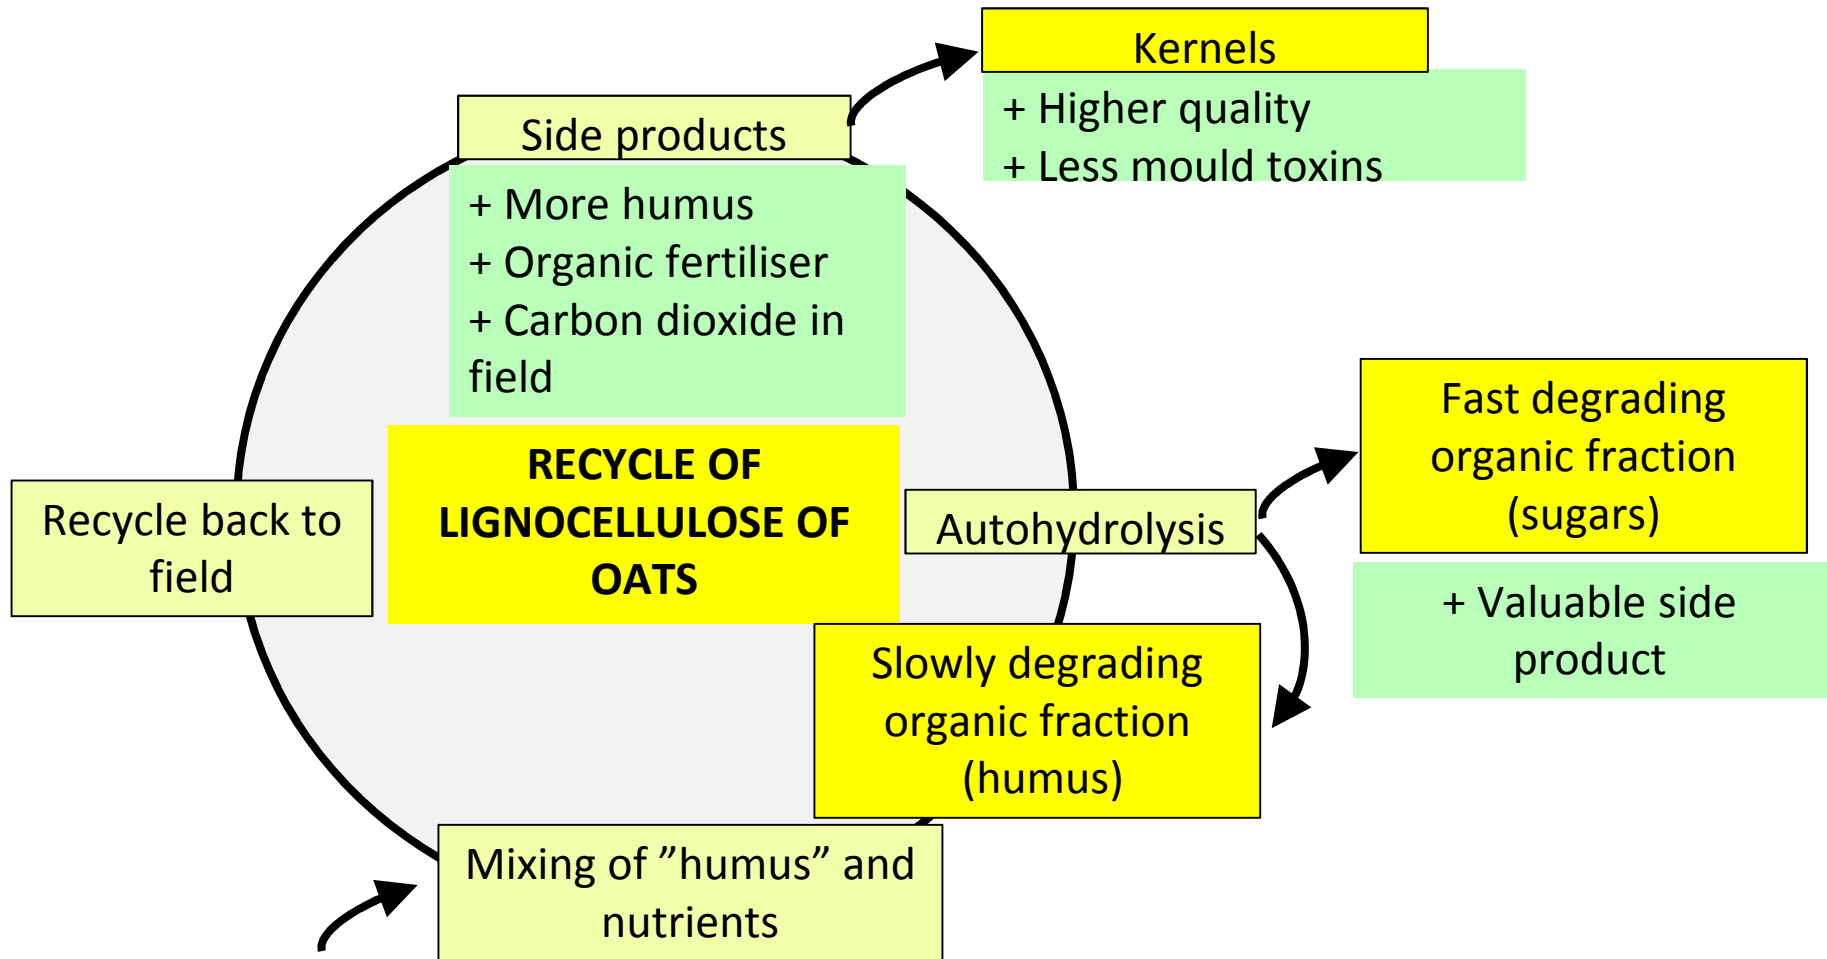 Kernels
+ Higher quality
+ Less mould toxins
Side products
+ More humus
+ Organic fertiliser
+ Carbon dioxide in
field
RECYCLE OF
LIGNOCELLULOSE OF
OATS
Recycle back to
field
Autohydrolysis
Fast degrading
organic fraction
(sugars)
+ Valuable side
product
Slowly degrading
organic fraction
(humus)
Mixing of ”humus” and
nutrients